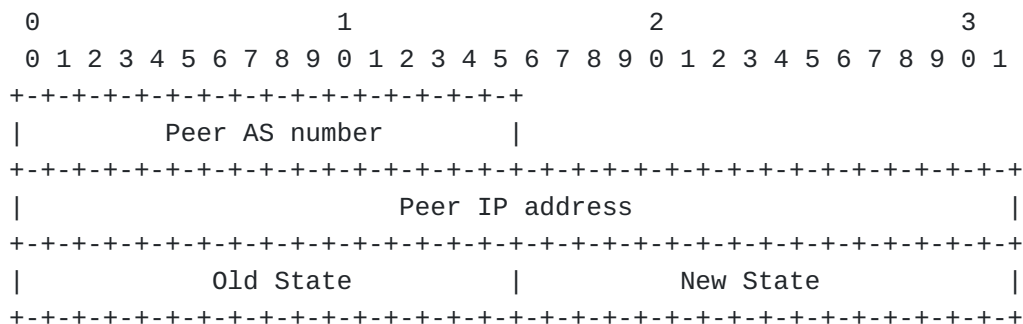 0                   1                   2                   3
 0 1 2 3 4 5 6 7 8 9 0 1 2 3 4 5 6 7 8 9 0 1 2 3 4 5 6 7 8 9 0 1
+-+-+-+-+-+-+-+-+-+-+-+-+-+-+-+-+
|         Peer AS number        |
+-+-+-+-+-+-+-+-+-+-+-+-+-+-+-+-+-+-+-+-+-+-+-+-+-+-+-+-+-+-+-+-+
|                        Peer IP address                        |
+-+-+-+-+-+-+-+-+-+-+-+-+-+-+-+-+-+-+-+-+-+-+-+-+-+-+-+-+-+-+-+-+
|            Old State          |          New State            |
+-+-+-+-+-+-+-+-+-+-+-+-+-+-+-+-+-+-+-+-+-+-+-+-+-+-+-+-+-+-+-+-+